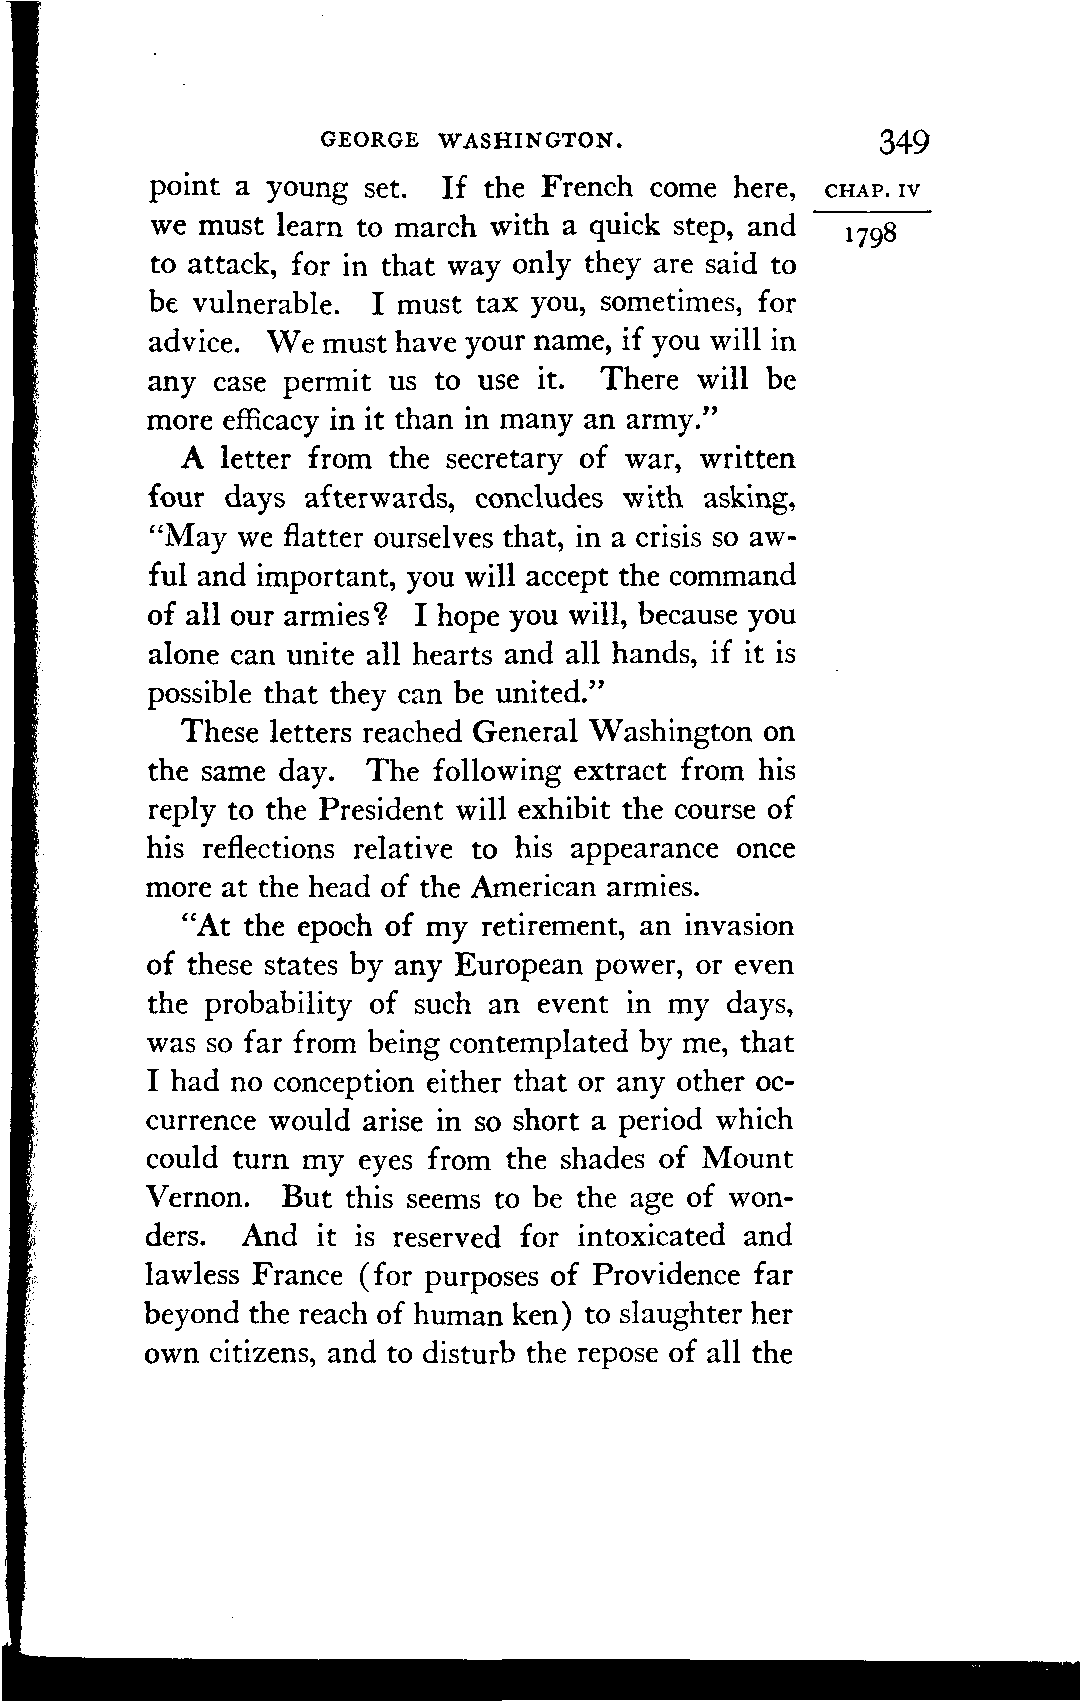 GEORGE WASHINGTON. 349
point a young set. If the French come here, CHAP. IV
we must learn to march with a quick step, and 1798
to attack, for in that way only they are said to
be vulnerable. I must tax you, sometimes, for
advice. We must have your name, if you will in
any case permit us to use it. There will be
more efficacy in it than in many an army.”
A letter from the secretary of war, written
four days afterwards, concludes with asking,
“May we flatter ourselves that, in a crisis so aw-
ful and important, you will accept the command
of all our armies? I hope you will, because you
alone can unite all hearts and all hands, if it is
possible that they can be united.”
These letters reached General Washington on
the same day. The following extract from his
reply to the President will exhibit the course of
his reflections relative to his appearance once
more at the head of the American armies.
“At the epoch of my retirement, an invasion
of these states by any European power, or even
the probability of such an event in my days,
was so far from being contemplated by me, that
I had no conception either that or any other oc-
currence would arise in so short a period which
could turn my eyes from the shades of Mount
Vernon. But this seems to be the age of won-
ders. And it is reserved for intoxicated and
lawless France (for purposes of Providence far
beyond the reach of human ken) to slaughter her
own citizens, and to disturb the repose of all the